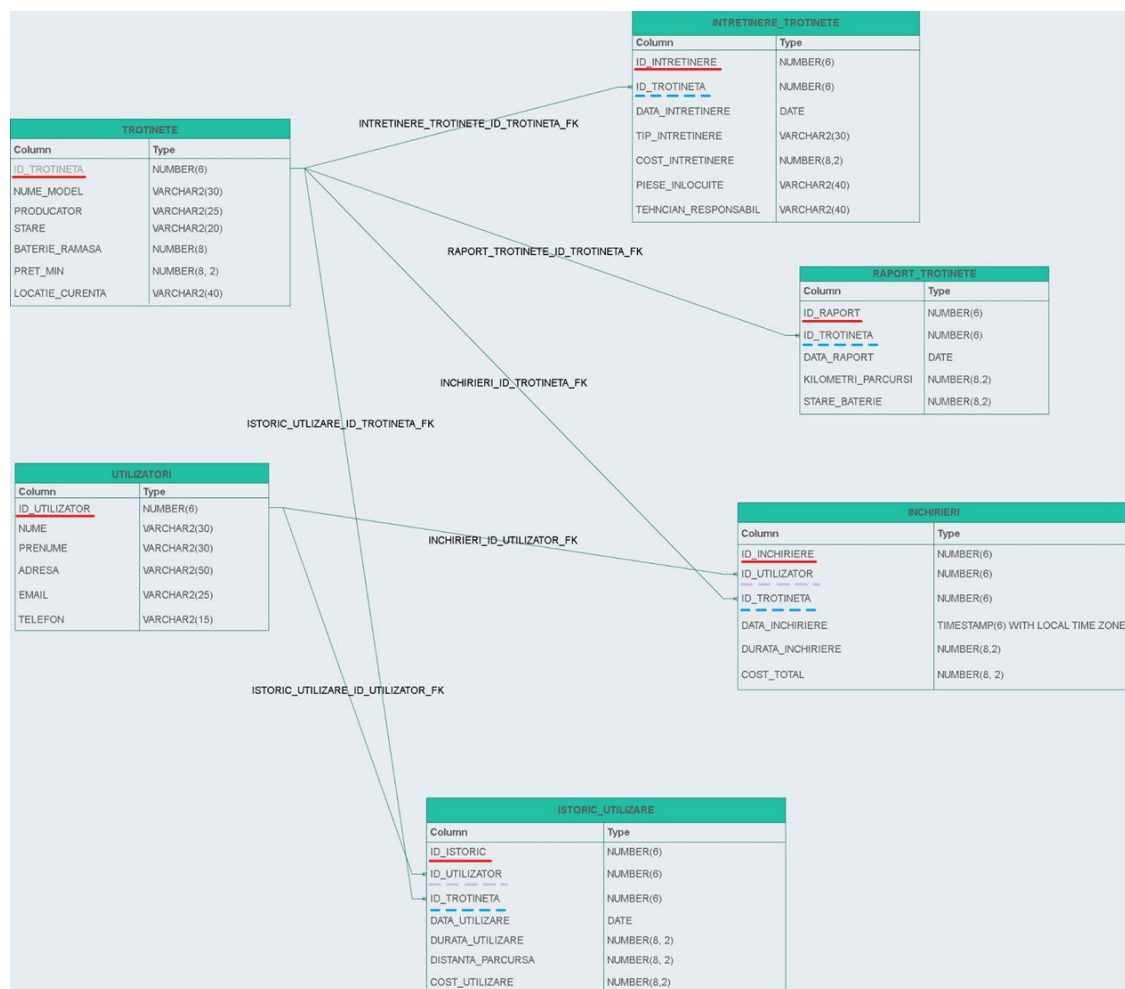 INTRETINERE_TROTINETE
Column Type
ID_INTRETINERE NUMBER(6)
ID_TROTINETA NUMBER(6)
DATA_INTRETINERE DATE
TIP_INTRETINERE VARCHAR2(30)
COST_INTRETINERE NUMBER(8,2)
PIESE_INLOCUITE VARCHAR2(40)
TEHNCIAN_RESPONSABIL VARCHAR2(40)
INTRETINERE_TROTINETE_ID_TROTINETA_FK
TROTINETE
Column Type
ID_TROTINETA NUMBER(6)
NUME_MODEL VARCHAR2(30)
PRODUCATOR VARCHAR2(25)
STARE VARCHAR2(20)
BATERIE_RAMASA NUMBER(8)
PRET_MIN NUMBER(8, 2)
LOCATIE_CURENTA VARCHAR2(40)
RAPORT_TROTINETE_ID_TROTINETA_FK
RAPORT_TROTINETE
Column Type
ID_RAPORT NUMBER(6)
ID_TROTINETA NUMBER(6)
DATA_RAPORT DATE
KILOMETRI_PARCURSI NUMBER(8,2)
STARE_BATERIE NUMBER(8,2)
INCHIRIERI_ID_TROTINETA_FK
ISTORIC_UTLIZARE_ID_TROTINETA_FK
UTILIZATORI
Column Type
ID_UTILIZATOR NUMBER(6)
NUME VARCHAR2(30)
PRENUME VARCHAR2(30)
ADRESA VARCHAR2(50)
EMAIL VARCHAR2(25)
TELEFON VARCHAR2(15)
INCHIRIERI_ID_UTILIZATOR_FK
INCHIRIERI
Column Type
ID_INCHIRIERE NUMBER(6)
ID_UTILIZATOR NUMBER(6)
ID_TROTINETA NUMBER(6)
DATA_INCHIRIERE TIMESTAMP(6) WITH LOCAL TIME ZONE
DURATA_INCHIRIERE NUMBER(8,2)
COST_TOTAL NUMBER(8, 2)
ISTORIC_UTILIZARE_ID_UTILIZATOR_FK
ISTORIC_UTILIZARE
Column Type
ID_ISTORIC NUMBER(6)
ID_UTILIZATOR NUMBER(6)
ID_TROTINETA NUMBER(6)
DATA_UTILIZARE DATE
DURATA_UTILIZARE NUMBER(8, 2)
DISTANTA_PARCURSA NUMBER(8, 2)
COST_UTILIZARE NUMBER(8,2)